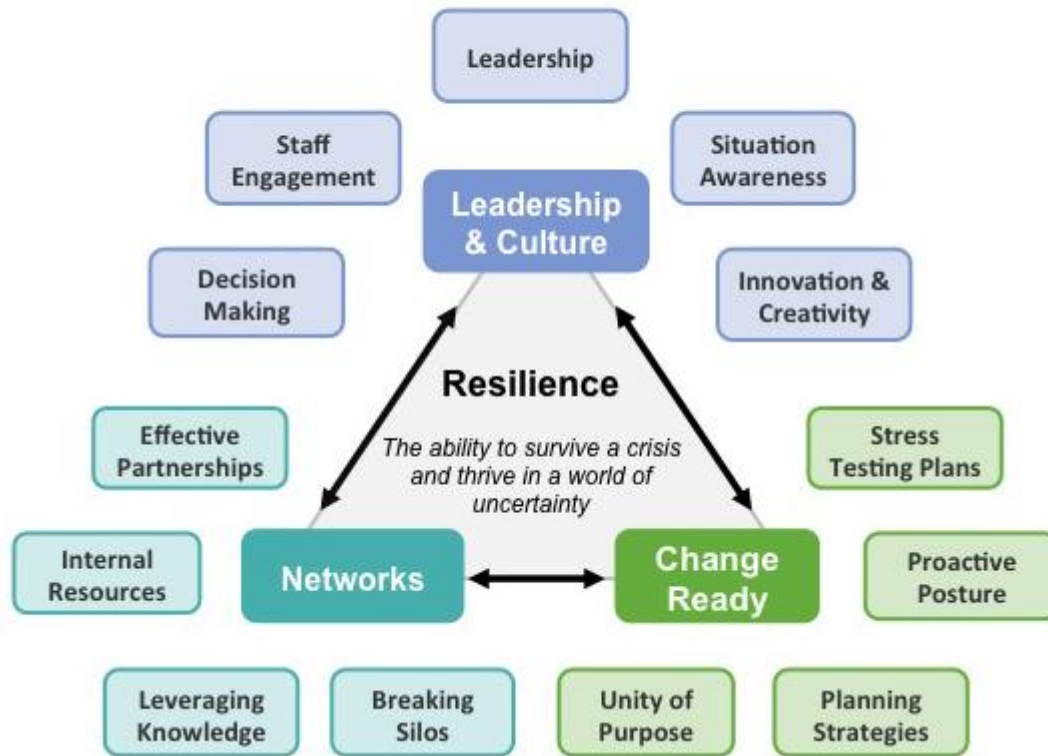 Leadership
Staff
Engagement
Situation
Awareness
Leadership
& Culture
Decision
Making
Innovation &
Creativity
Resilience
The ability to survive a crisis
and thrive in a world of
uncertainty
Effective
Partnerships
Stress
Testing Plans
Internal
Resources
Networks
Change
Ready
Proactive
Posture
Leveraging
Knowledge
Breaking
Silos
Unity of
Purpose
Planning
Strategies